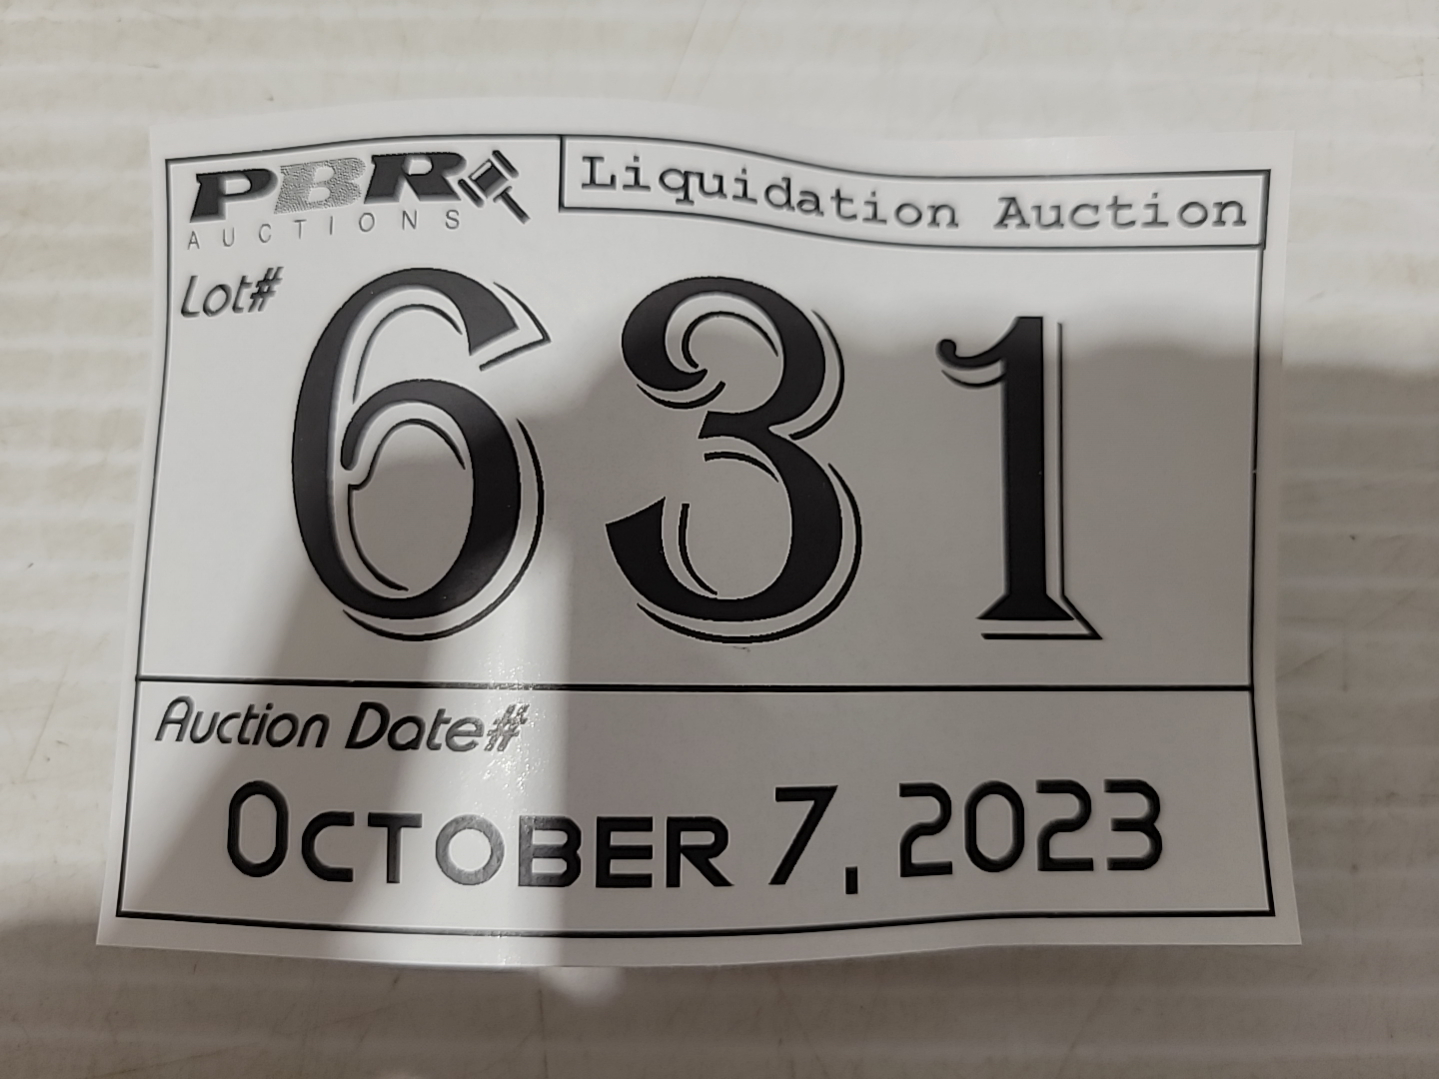 PBR
AUCTIONS
Liquidation Auction
Lot#
631
Auction Date#
OCTOBER 7, 2023